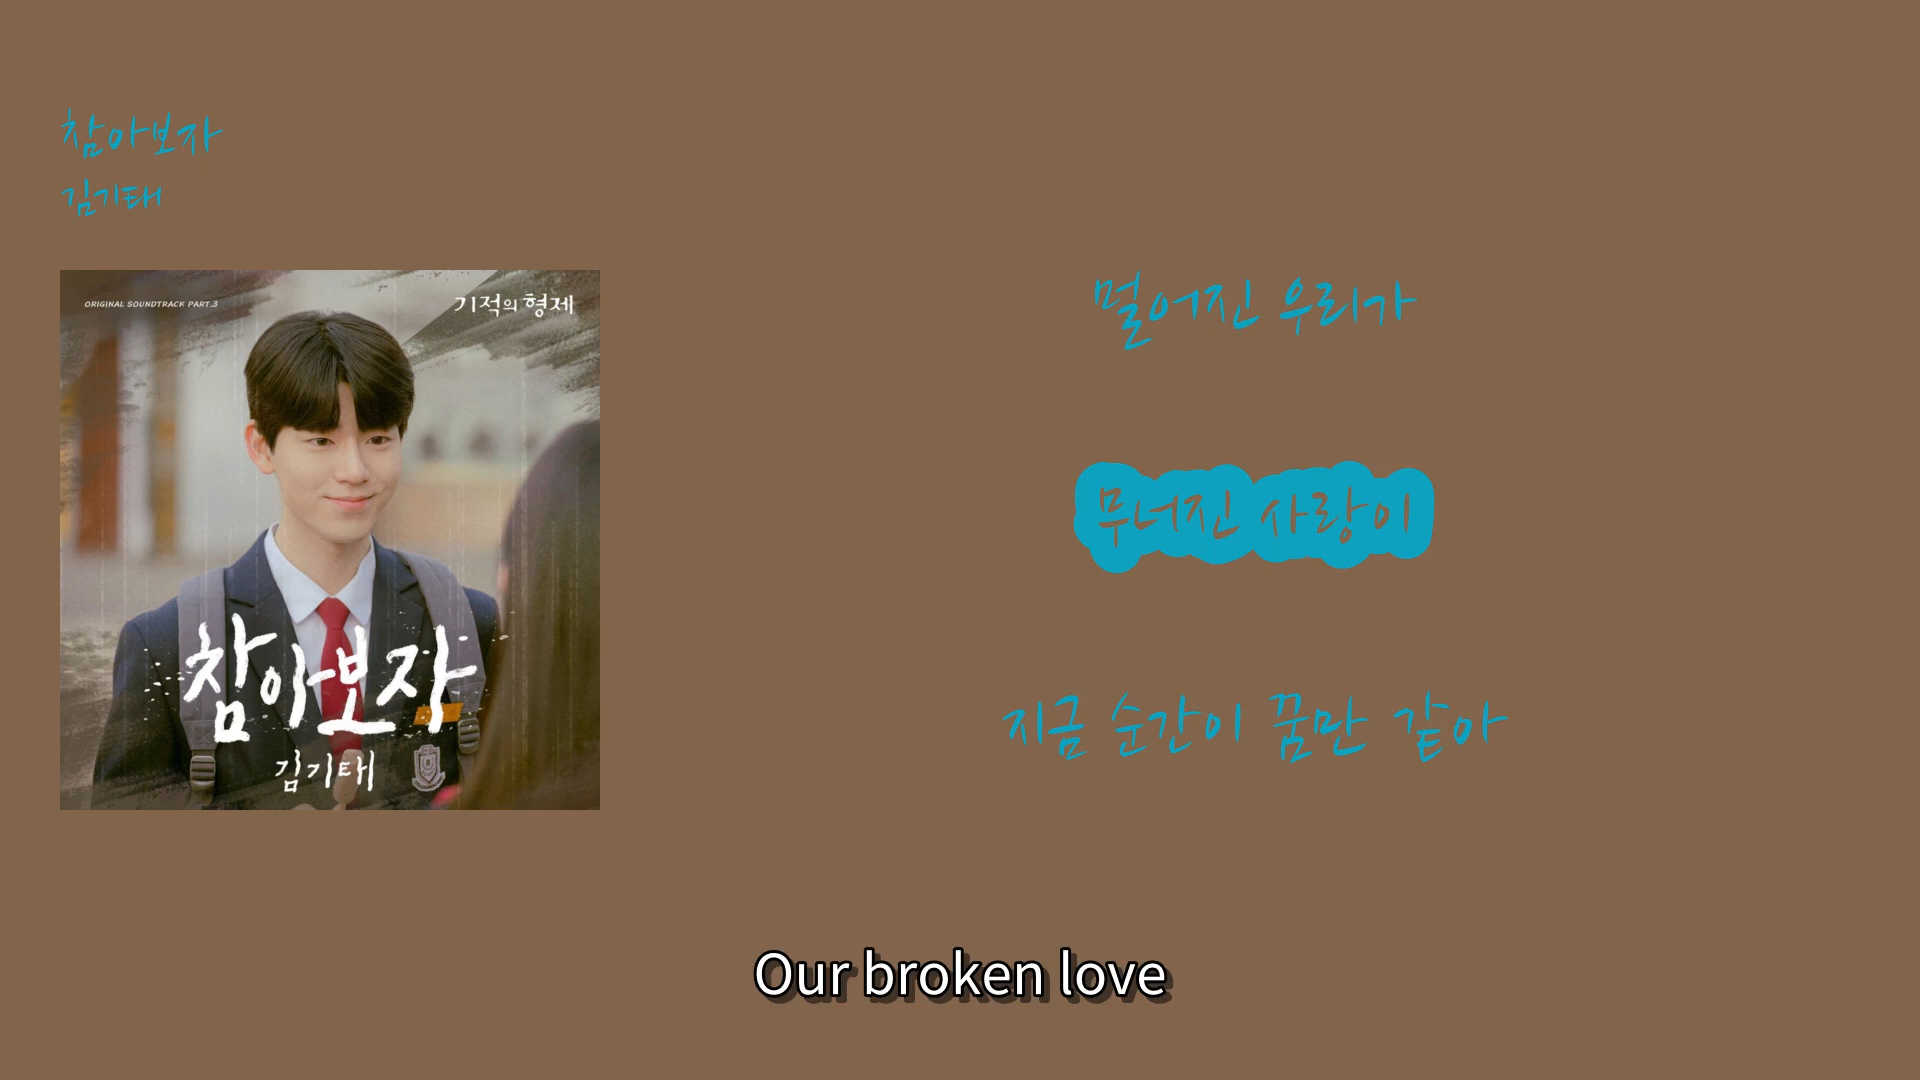 참아보자
김기태
ORIGINAL SOUNDTRACK PART.3
기적의 형제
참아보자
김기태
멀어진 우리가
무너진 사랑이
지금 순간이 꿈만 같아
Our broken love